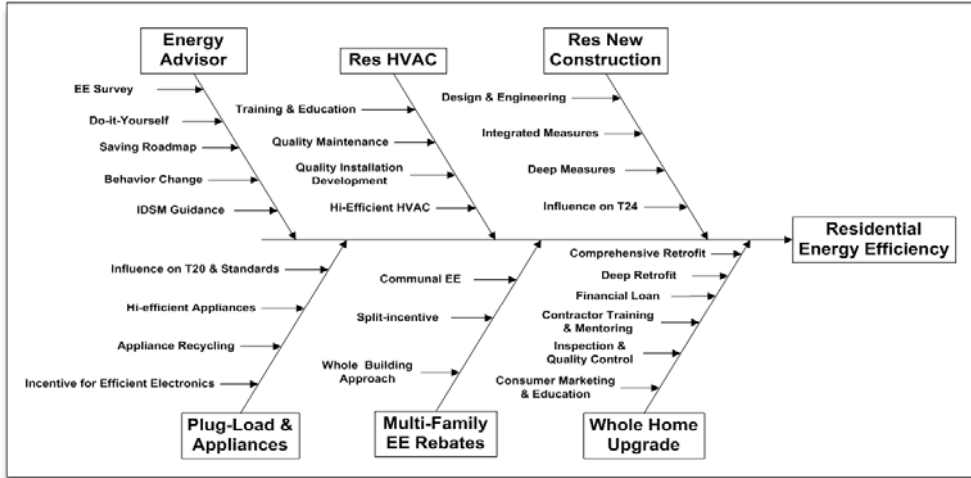 Energy
Advisor
Res HVAC
Res New
Construction
EE Survey
Do-it-Yourself
Saving Roadmap
Behavior Change
IDSM Guidance
Training & Education
Quality Maintenance
Quality Installation
Development
Hi-Efficient HVAC
Design & Engineering
Integrated Measures
Deep Measures
Influence on T24
Residential
Energy Efficiency
Influence on T20 & Standards
Hi-efficient Appliances
Appliance Recycling
Incentive for Efficient Electronics
Communal EE
Split-incentive
Whole Building
Approach
Comprehensive Retrofit
Deep Retrofit
Financial Loan
Contractor Training
& Mentoring
Inspection &
Quality Control
Consumer Marketing
& Education
Plug-Load &
Appliances
Multi-Family
EE Rebates
Whole Home
Upgrade